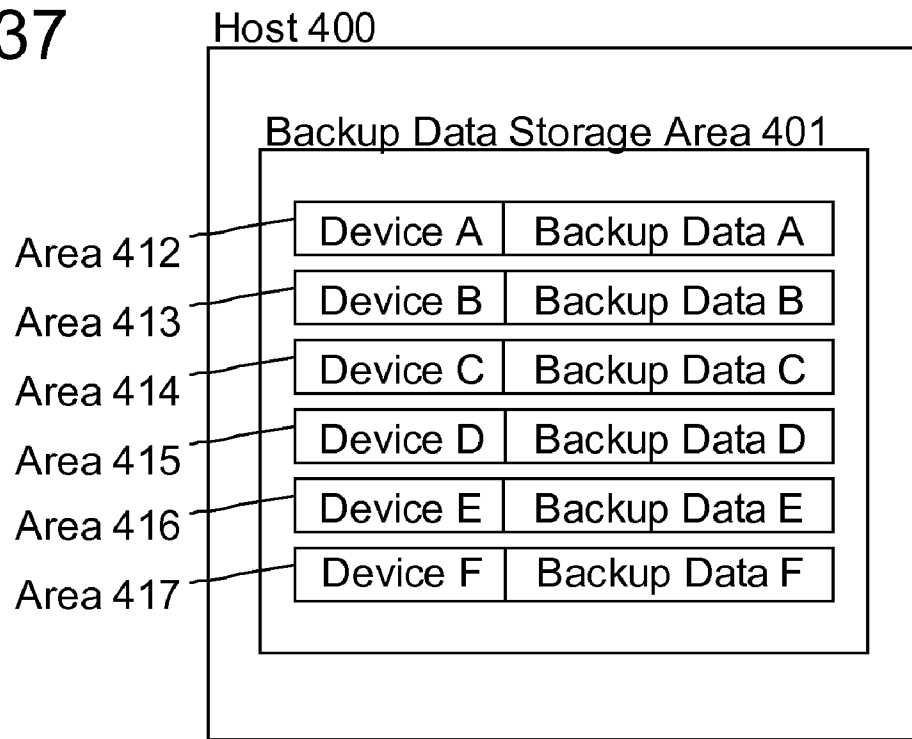 37
Host 400
Backup Data Storage Area 401
Area 412 Device A Backup Data A
Area 413 Device B Backup Data B
Area 414 Device C Backup Data C
Area 415 Device D Backup Data D
Area 416 Device E Backup Data E
Area 417 Device F Backup Data F